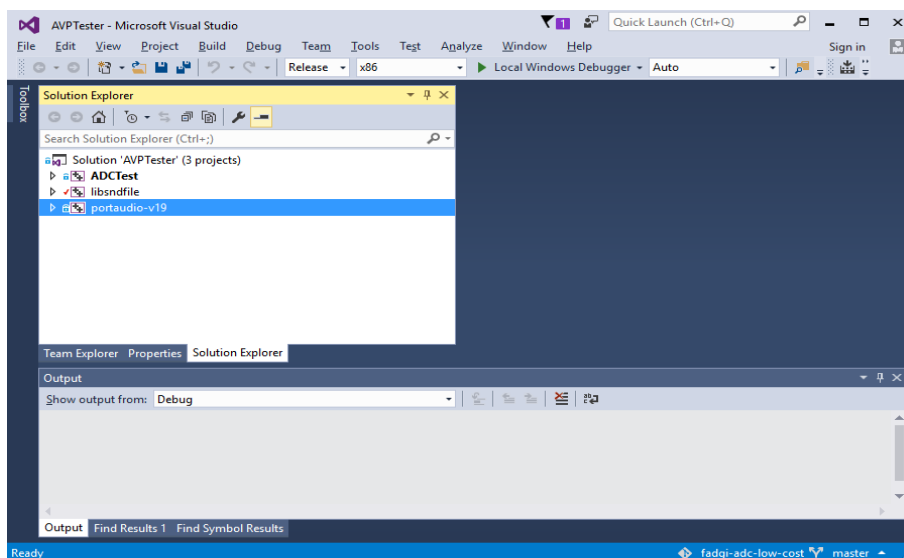 AVPTester - Microsoft Visual Studio
1
Quick Launch (Ctrl+Q)
File Edit View Project Build Debug Team Tools Test Analyze Window Help
Sign in
Release x86 Local Windows Debugger Auto
Toolbox
Solution Explorer
Search Solution Explorer (Ctrl+;)
Solution 'AVPTester' (3 projects)
ADCTest
libsndfile
portaudio-v19
Team Explorer Properties Solution Explorer
Output
Show output from: Debug
Output Find Results 1 Find Symbol Results
Ready
fadgi-adc-low-cost master